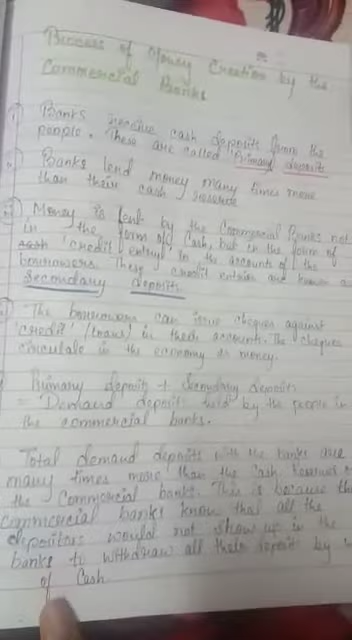 Process of Money Creation by the
Commercial Banks
Banks receive cash deposits from the
people. These are called Primary deposits
Banks lend money many times more
than their cash reserve
Money is lent by the Commercial Banks not
in the form of cash, but in the form of
cash 'credit entry' in the accounts of the
borrowers. These credit entries are known as
secondary deposits
The borrowers can issue cheques against
'credit' (loans) in their accounts. The cheques
circulate in the economy as money.
Primary deposit + Secondary deposits
= Demand deposits held by the people in
the commercial banks.
Total demand deposits with the banks are
many times more than the cash reserves
the Commercial banks. This is because the
commercial banks know that all the
depositors would not show up in the
banks to withdraw all their deposit by
of Cash